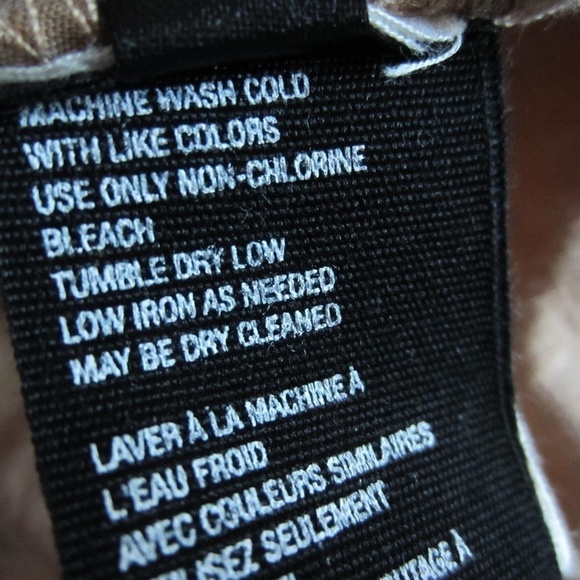 MACHINE WASH COLD
WITH LIKE COLORS
USE ONLY NON-CHLORINE
BLEACH
TUMBLE DRY LOW
LOW IRON AS NEEDED
MAY BE DRY CLEANED
LAVER À LA MACHINE À
L'EAU FROID
AVEC COULEURS SIMILAIRES
SEULEMENT